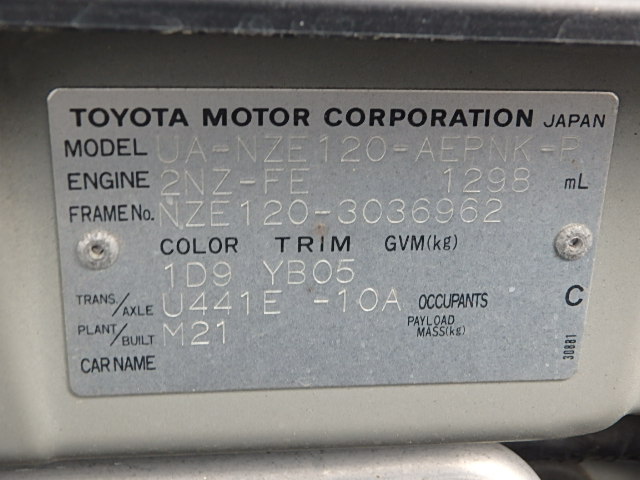 TOYOTA MOTOR CORPORATION JAPAN
MODEL UA-NZE120-AEPNK-P
ENGINE 2NZ-FE 1298 mL
FRAME No. NZE120-3036962
COLOR TRIM GVM(kg)
1D9 YB05
TRANS./AXLE U441E -10A OCCUPANTS C
PLANT/BUILT M21 PAYLOAD MASS(kg)
CAR NAME
30881